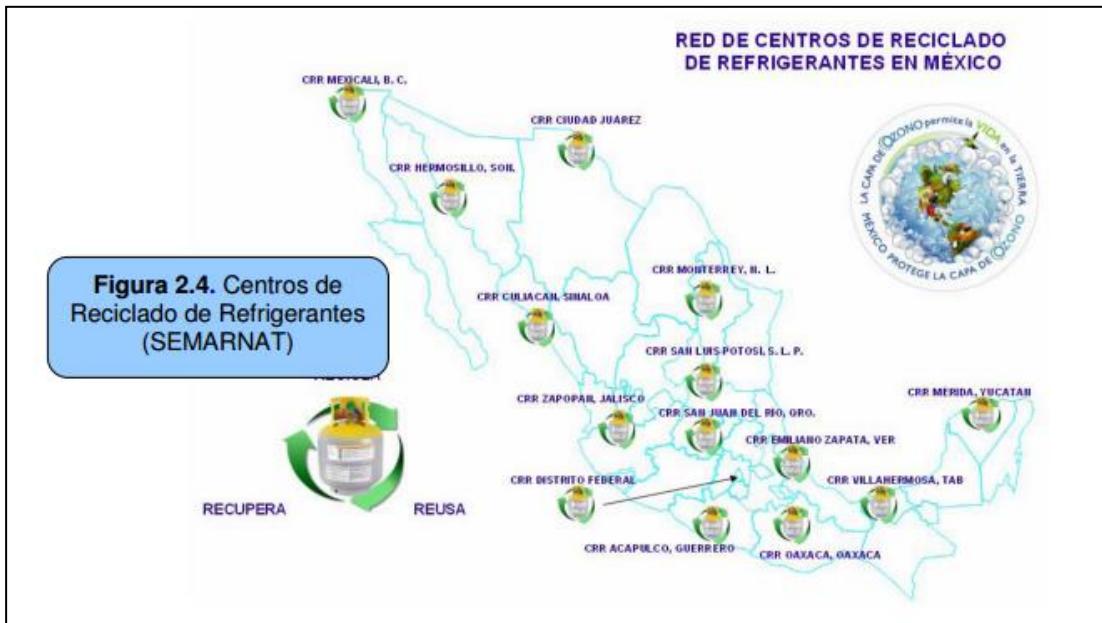 RED DE CENTROS DE RECICLADO
DE REFRIGERANTES EN MÉXICO
CRR MEXICALI, B. C.
CRR CIUDAD JUÁREZ
CRR HERMOSILLO, SON.
LA CAPA DE OZONO permite la VIDA en la TIERRA
MÉXICO PROTEGE LA CAPA DE OZONO
CRR MONTERREY, N. L.
CRR CULIACAN, SINALOA
Figura 2.4. Centros de
Reciclado de Refrigerantes
(SEMARNAT)
CRR SAN LUIS POTOSI, S. L. P.
CRR ZAPOPAN, JALISCO
CRR SAN JUAN DEL RIO, QRO.
CRR MERIDA, YUCATAN
CRR EMILIANO ZAPATA, VER
CRR DISTRITO FEDERAL
CRR VILLAHERMOSA, TAB
RECUPERA
REUSA
CRR ACAPULCO, GUERRERO
CRR OAXACA, OAXACA